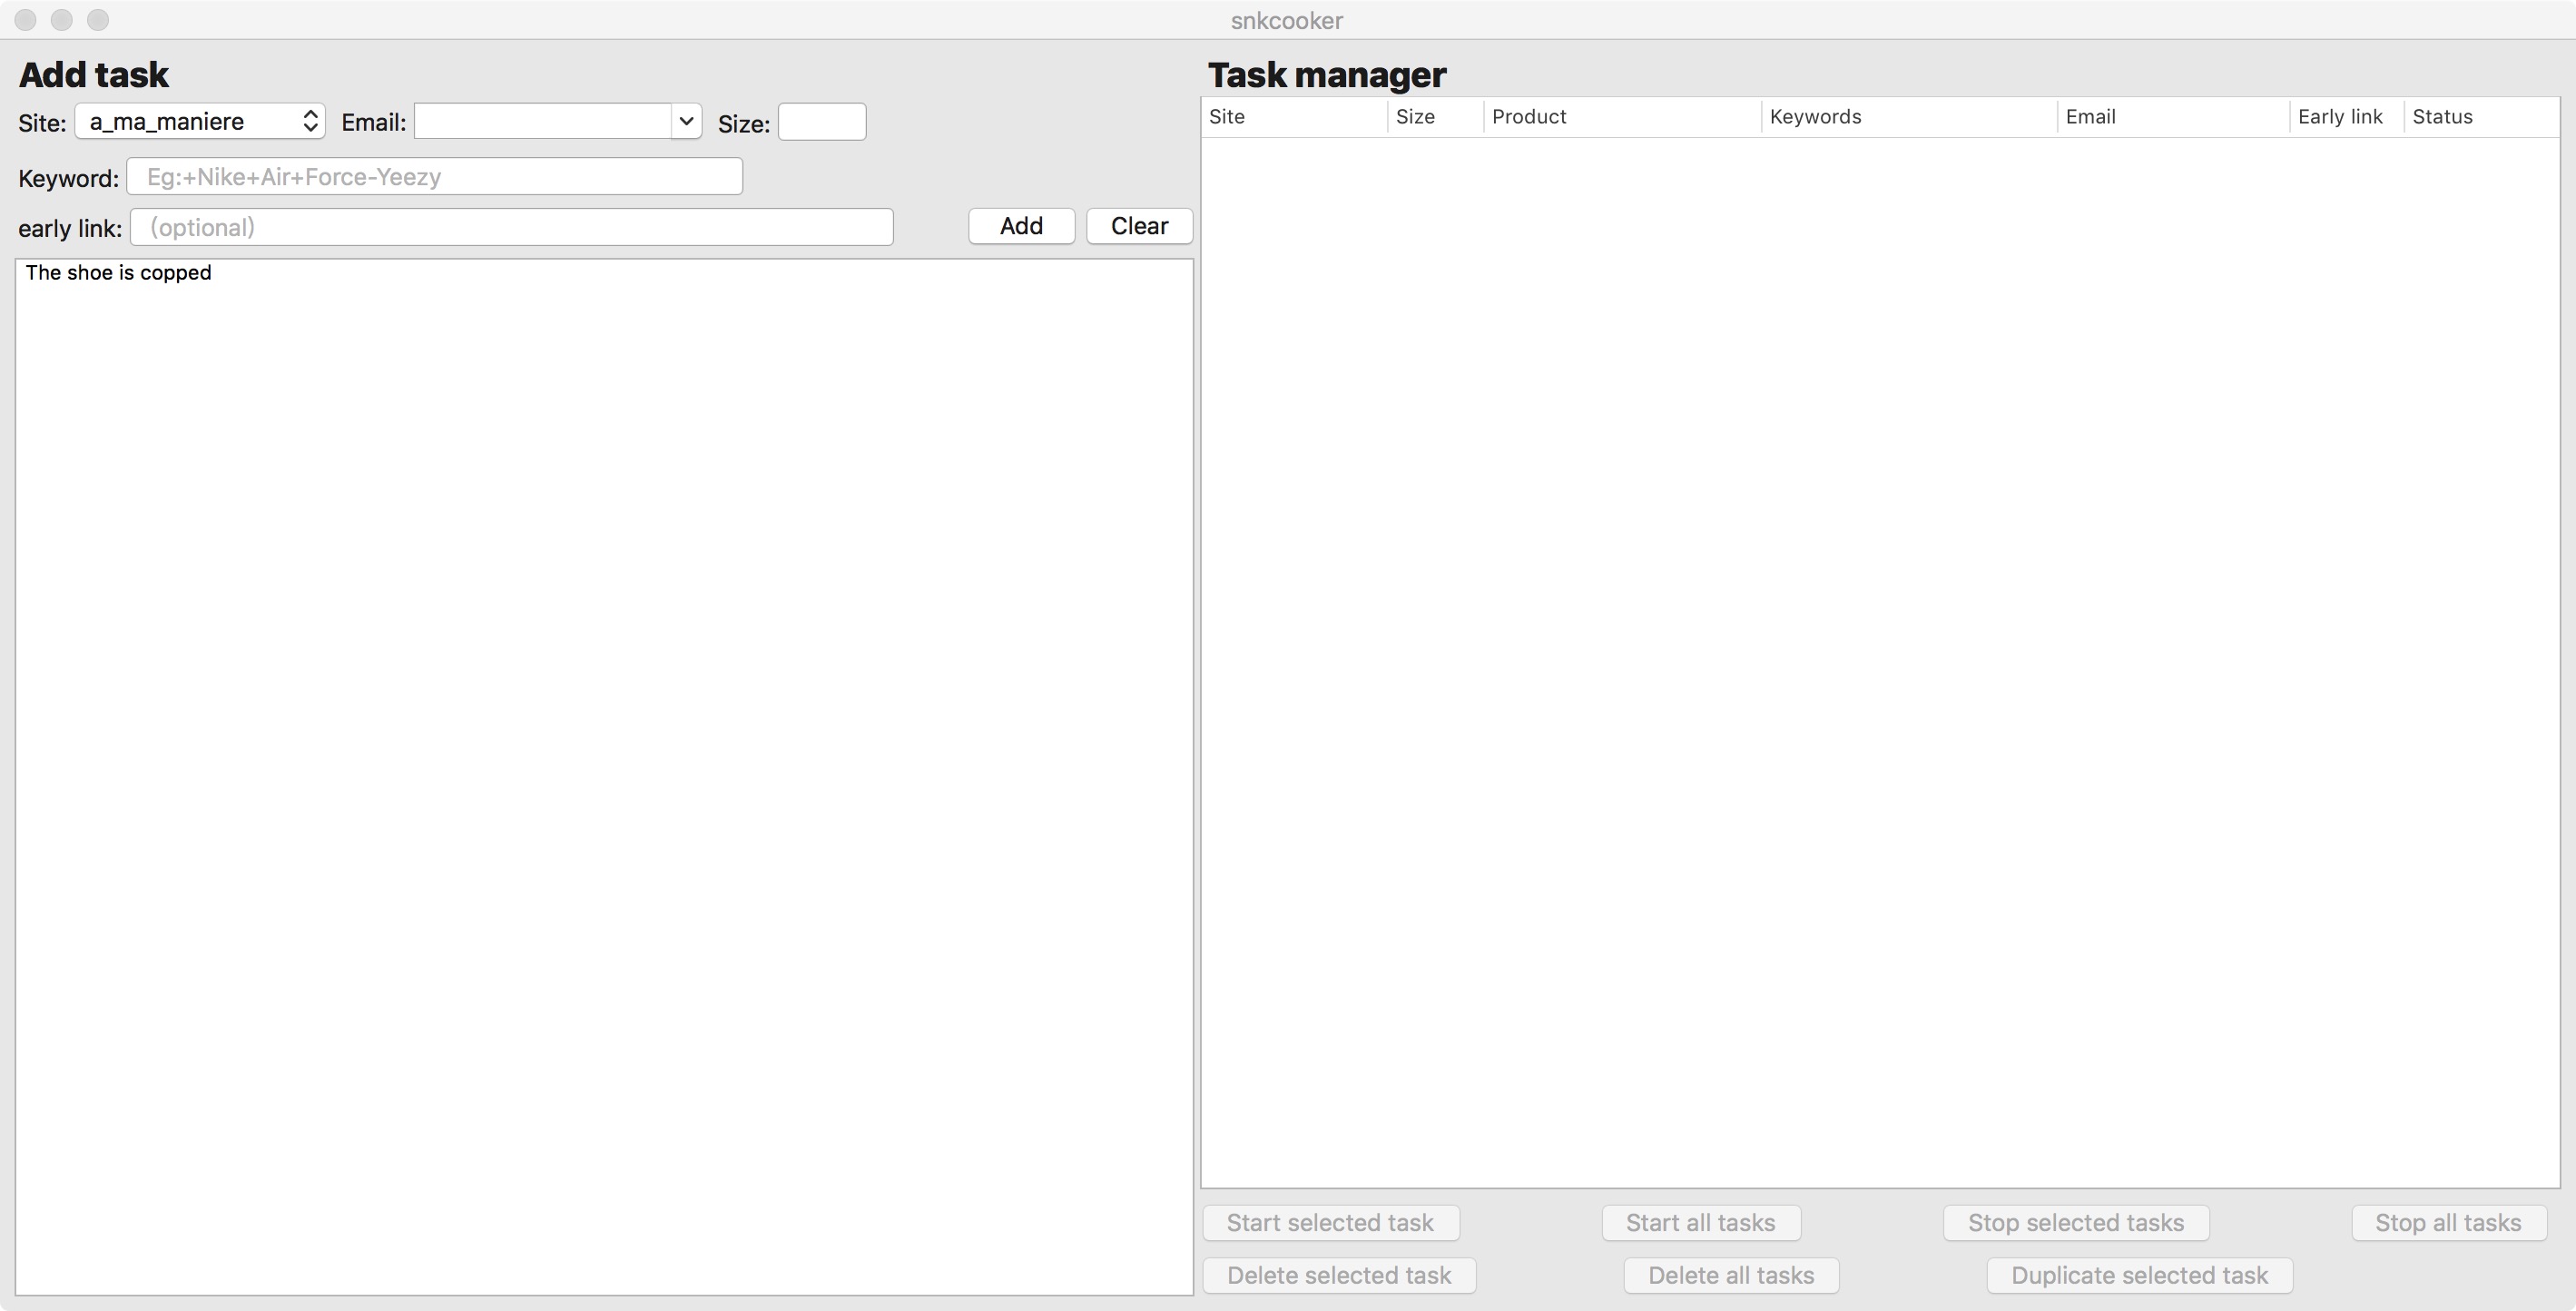 snkcooker
Add task
Site: a_ma_maniere Email: Size:
Keyword: Eg:+Nike+Air+Force-Yeezy
early link: (optional) Add Clear
The shoe is copped
Task manager
Site Size Product Keywords Email Early link Status
Start selected task Start all tasks Stop selected tasks Stop all tasks
Delete selected task Delete all tasks Duplicate selected task